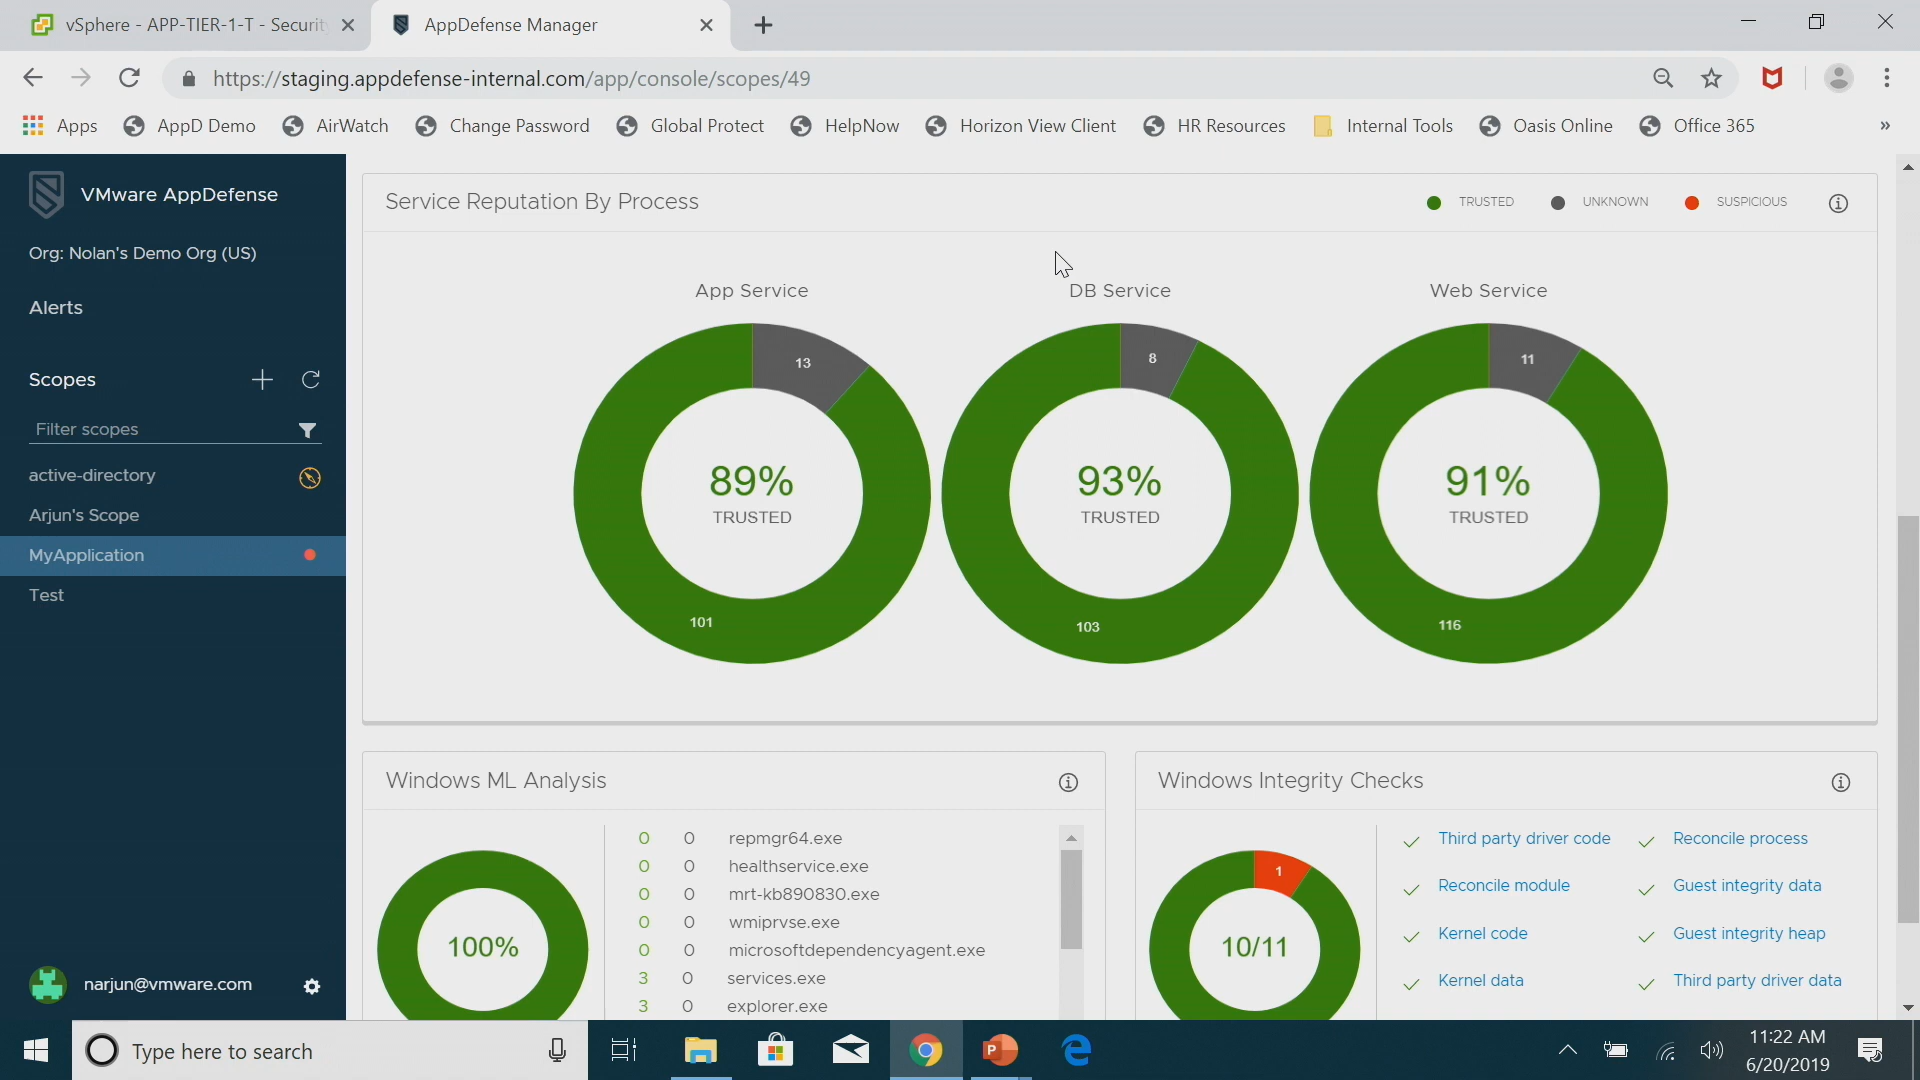 vSphere - APP-TIER-1-T - Securit
AppDefense Manager
https://staging.appdefense-internal.com/app/console/scopes/49
Apps
AppD Demo
AirWatch
Change Password
Global Protect
HelpNow
Horizon View Client
HR Resources
Internal Tools
Oasis Online
Office 365
»
VMware AppDefense
Org: Nolan's Demo Org (US)
Alerts
Scopes
Filter scopes
active-directory
Arjun's Scope
MyApplication
Test
narjun@vmware.com
Service Reputation By Process
TRUSTED
UNKNOWN
SUSPICIOUS
App Service
13
89%
TRUSTED
101
DB Service
8
93%
TRUSTED
103
Web Service
11
91%
TRUSTED
116
Windows ML Analysis
100%
0 0 repmgr64.exe
0 0 healthservice.exe
0 0 mrt-kb890830.exe
0 0 wmiprvse.exe
0 0 microsoftdependencyagent.exe
3 0 services.exe
3 0 explorer.exe
Windows Integrity Checks
1
10/11
Third party driver code
Reconcile process
Reconcile module
Guest integrity data
Kernel code
Guest integrity heap
Kernel data
Third party driver data
Type here to search
11:22 AM
6/20/2019